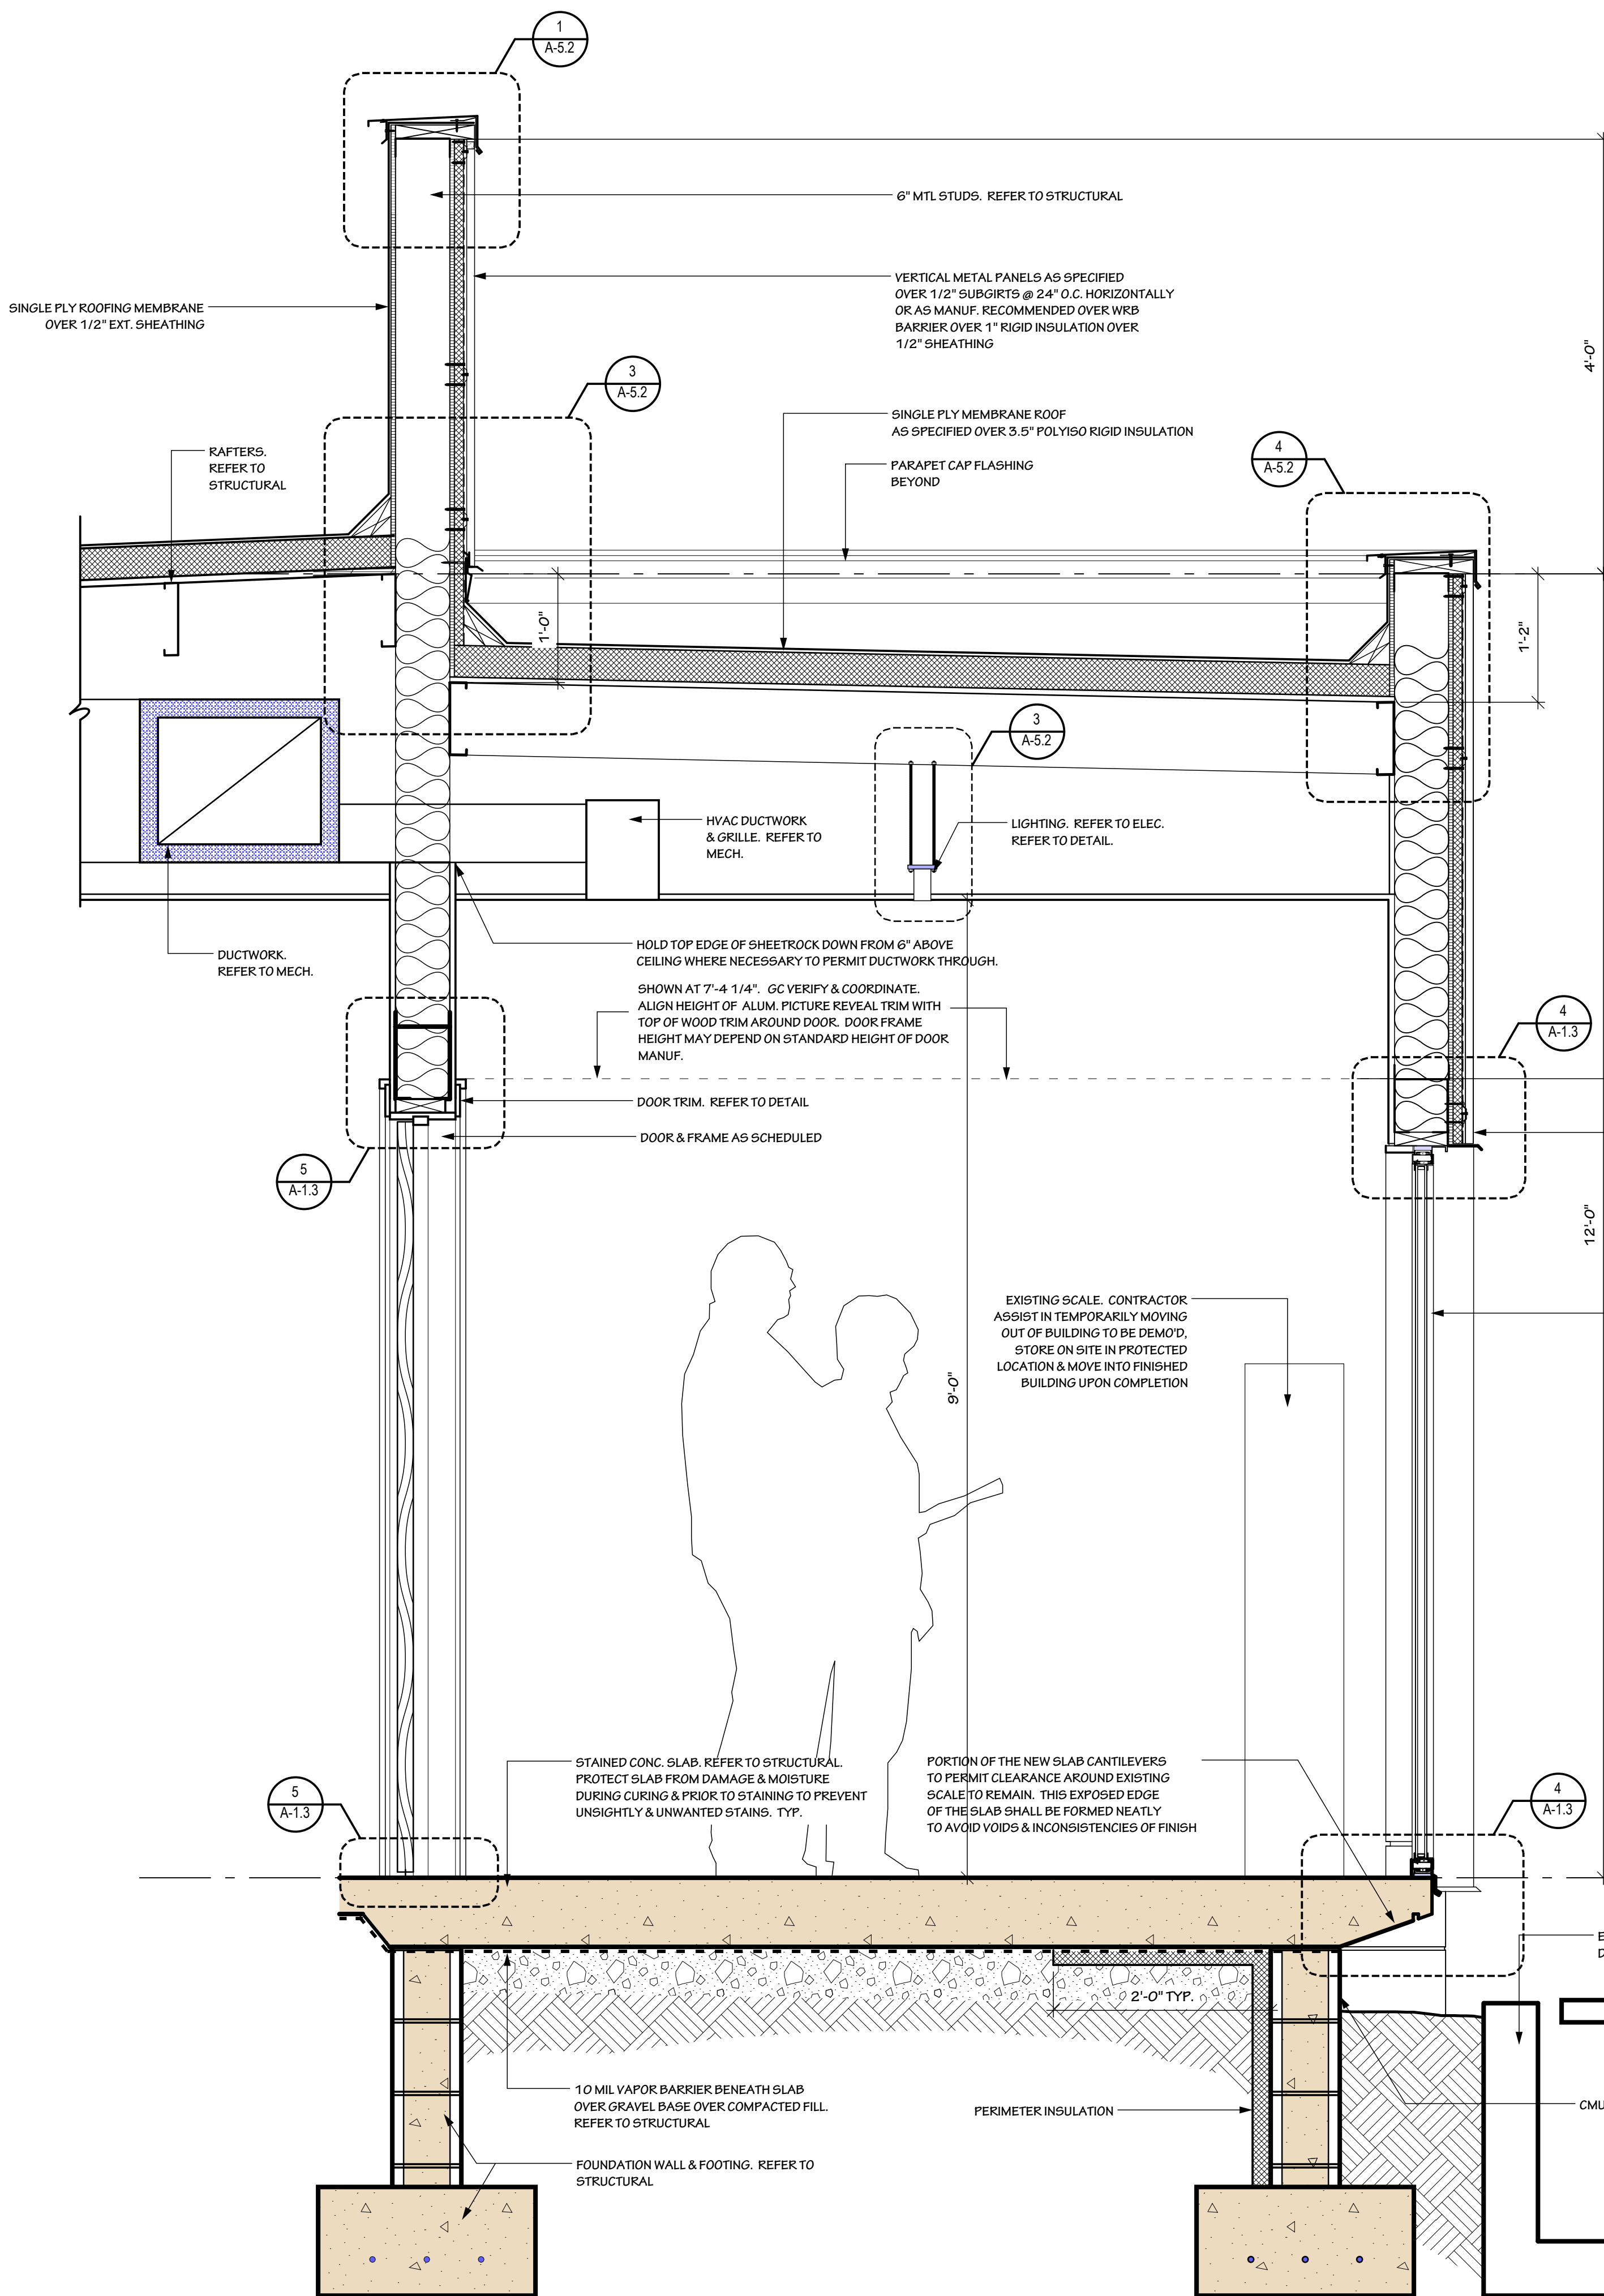 1
A-5.2
6" MTL STUDS. REFER TO STRUCTURAL
VERTICAL METAL PANELS AS SPECIFIED
OVER 1/2" SUBGIRTS @ 24" O.C. HORIZONTALLY
OR AS MANUF. RECOMMENDED OVER WRB
BARRIER OVER 1" RIGID INSULATION OVER
1/2" SHEATHING
SINGLE PLY ROOFING MEMBRANE
OVER 1/2" EXT. SHEATHING
4'-0"
3
A-5.2
SINGLE PLY MEMBRANE ROOF
AS SPECIFIED OVER 3.5" POLYISO RIGID INSULATION
RAFTERS.
REFER TO
STRUCTURAL
PARAPET CAP FLASHING
BEYOND
4
A-5.2
1'-0"
1'-2"
3
A-5.2
HVAC DUCTWORK
& GRILLE. REFER TO
MECH.
LIGHTING. REFER TO ELEC.
REFER TO DETAIL.
DUCTWORK.
REFER TO MECH.
HOLD TOP EDGE OF SHEETROCK DOWN FROM 6" ABOVE
CEILING WHERE NECESSARY TO PERMIT DUCTWORK THROUGH.
SHOWN AT 7'-4 1/4". GC VERIFY & COORDINATE.
ALIGN HEIGHT OF ALUM. PICTURE REVEAL TRIM WITH
TOP OF WOOD TRIM AROUND DOOR. DOOR FRAME
HEIGHT MAY DEPEND ON STANDARD HEIGHT OF DOOR
MANUF.
4
A-1.3
DOOR TRIM. REFER TO DETAIL
DOOR & FRAME AS SCHEDULED
5
A-1.3
12'-0"
EXISTING SCALE. CONTRACTOR
ASSIST IN TEMPORARILY MOVING
OUT OF BUILDING TO BE DEMO'D,
STORE ON SITE IN PROTECTED
LOCATION & MOVE INTO FINISHED
BUILDING UPON COMPLETION
9'-0"
STAINED CONC. SLAB. REFER TO STRUCTURAL.
PROTECT SLAB FROM DAMAGE & MOISTURE
DURING CURING & PRIOR TO STAINING TO PREVENT
UNSIGHTLY & UNWANTED STAINS. TYP.
PORTION OF THE NEW SLAB CANTILEVERS
TO PERMIT CLEARANCE AROUND EXISTING
SCALE TO REMAIN. THIS EXPOSED EDGE
OF THE SLAB SHALL BE FORMED NEATLY
TO AVOID VOIDS & INCONSISTENCIES OF FINISH
5
A-1.3
4
A-1.3
E
D
2'-0" TYP.
10 MIL VAPOR BARRIER BENEATH SLAB
OVER GRAVEL BASE OVER COMPACTED FILL.
REFER TO STRUCTURAL
PERIMETER INSULATION
CMU
FOUNDATION WALL & FOOTING. REFER TO
STRUCTURAL